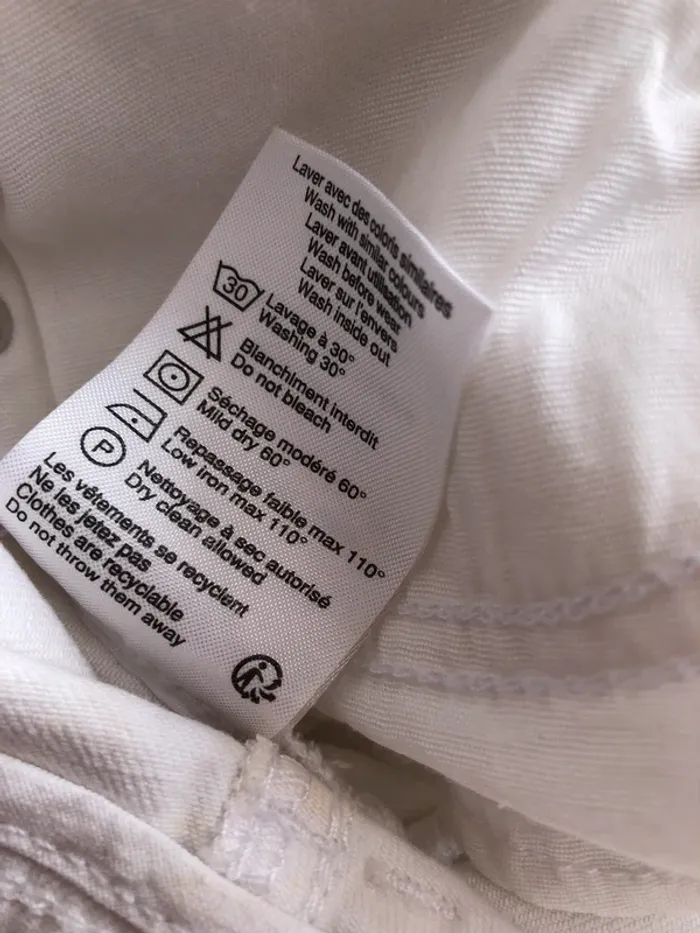 Laver avec des coloris similaires
Wash with similar colours
Laver avant utilisation
Wash before wear
Laver sur l'envers
Wash inside out
30
Lavage à 30°
Washing 30°
Blanchiment interdit
Do not bleach
Séchage modéré 60°
Mild dry 60°
Repassage faible max 110°
Low iron max 110°
P
Nettoyage à sec autorisé
Dry clean allowed
Les vêtements se recyclent
Ne les jetez pas
Clothes are recyclable
Do not throw them away